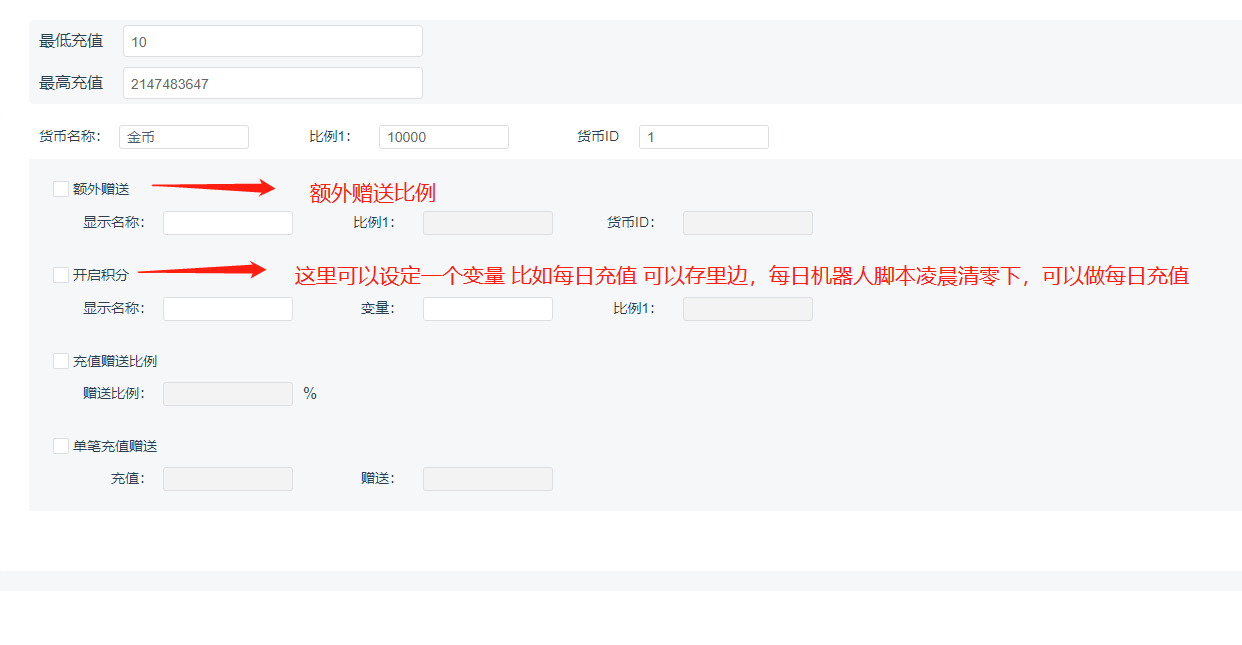 最低充值 10
最高充值 2147483647
货币名称： 金币 比例1： 10000 货币ID 1
额外赠送 额外赠送比例
显示名称： 比例1： 货币ID：
开启积分 这里可以设定一个变量 比如每日充值 可以存里边，每日机器人脚本凌晨清零下，可以做每日充值
显示名称： 变量： 比例1：
充值赠送比例
赠送比例： %
单笔充值赠送
充值： 赠送：